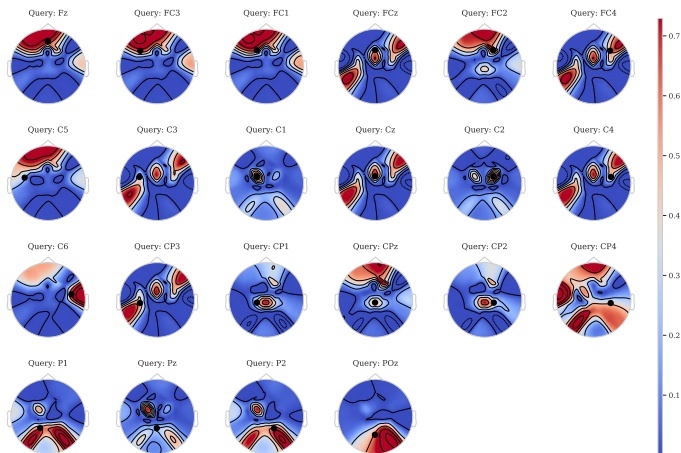 Query: Fz
Query: FC3
Query: FC1
Query: FCz
Query: FC2
Query: FC4
0.7
0.6
0.5
0.4
0.3
0.2
0.1
Query: C5
Query: C3
Query: C1
Query: Cz
Query: C2
Query: C4
Query: C6
Query: CP3
Query: CP1
Query: CPz
Query: CP2
Query: CP4
Query: P1
Query: Pz
Query: P2
Query: POz